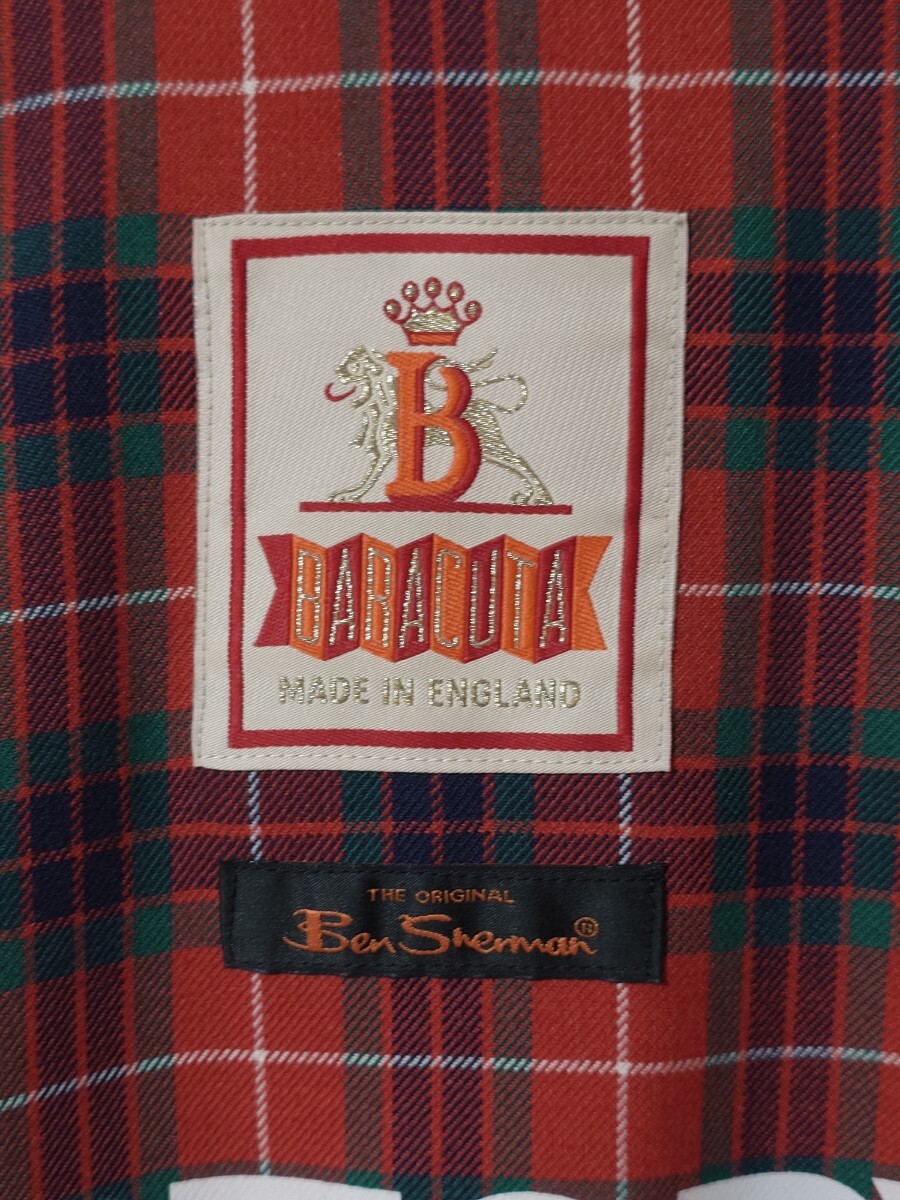 B
BARACUTA
MADE IN ENGLAND
THE ORIGINAL
Ben Sherman®